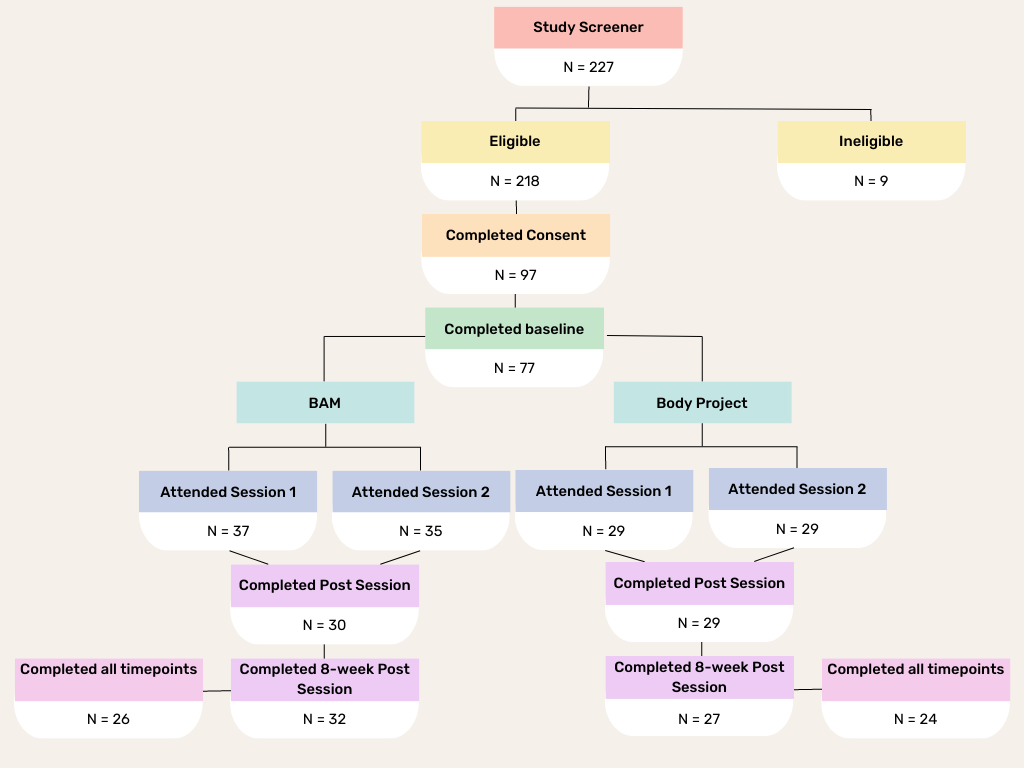 Study Screener
N = 227
Eligible
Ineligible
N = 218
N = 9
Completed Consent
N = 97
Completed baseline
N = 77
BAM
Body Project
Attended Session 1
Attended Session 2
Attended Session 1
Attended Session 2
N = 37
N = 35
N = 29
N = 29
Completed Post Session
Completed Post Session
N = 30
N = 29
Completed all timepoints
Completed 8-week Post
Session
Completed 8-week Post
Session
Completed all timepoints
N = 26
N = 32
N = 27
N = 24